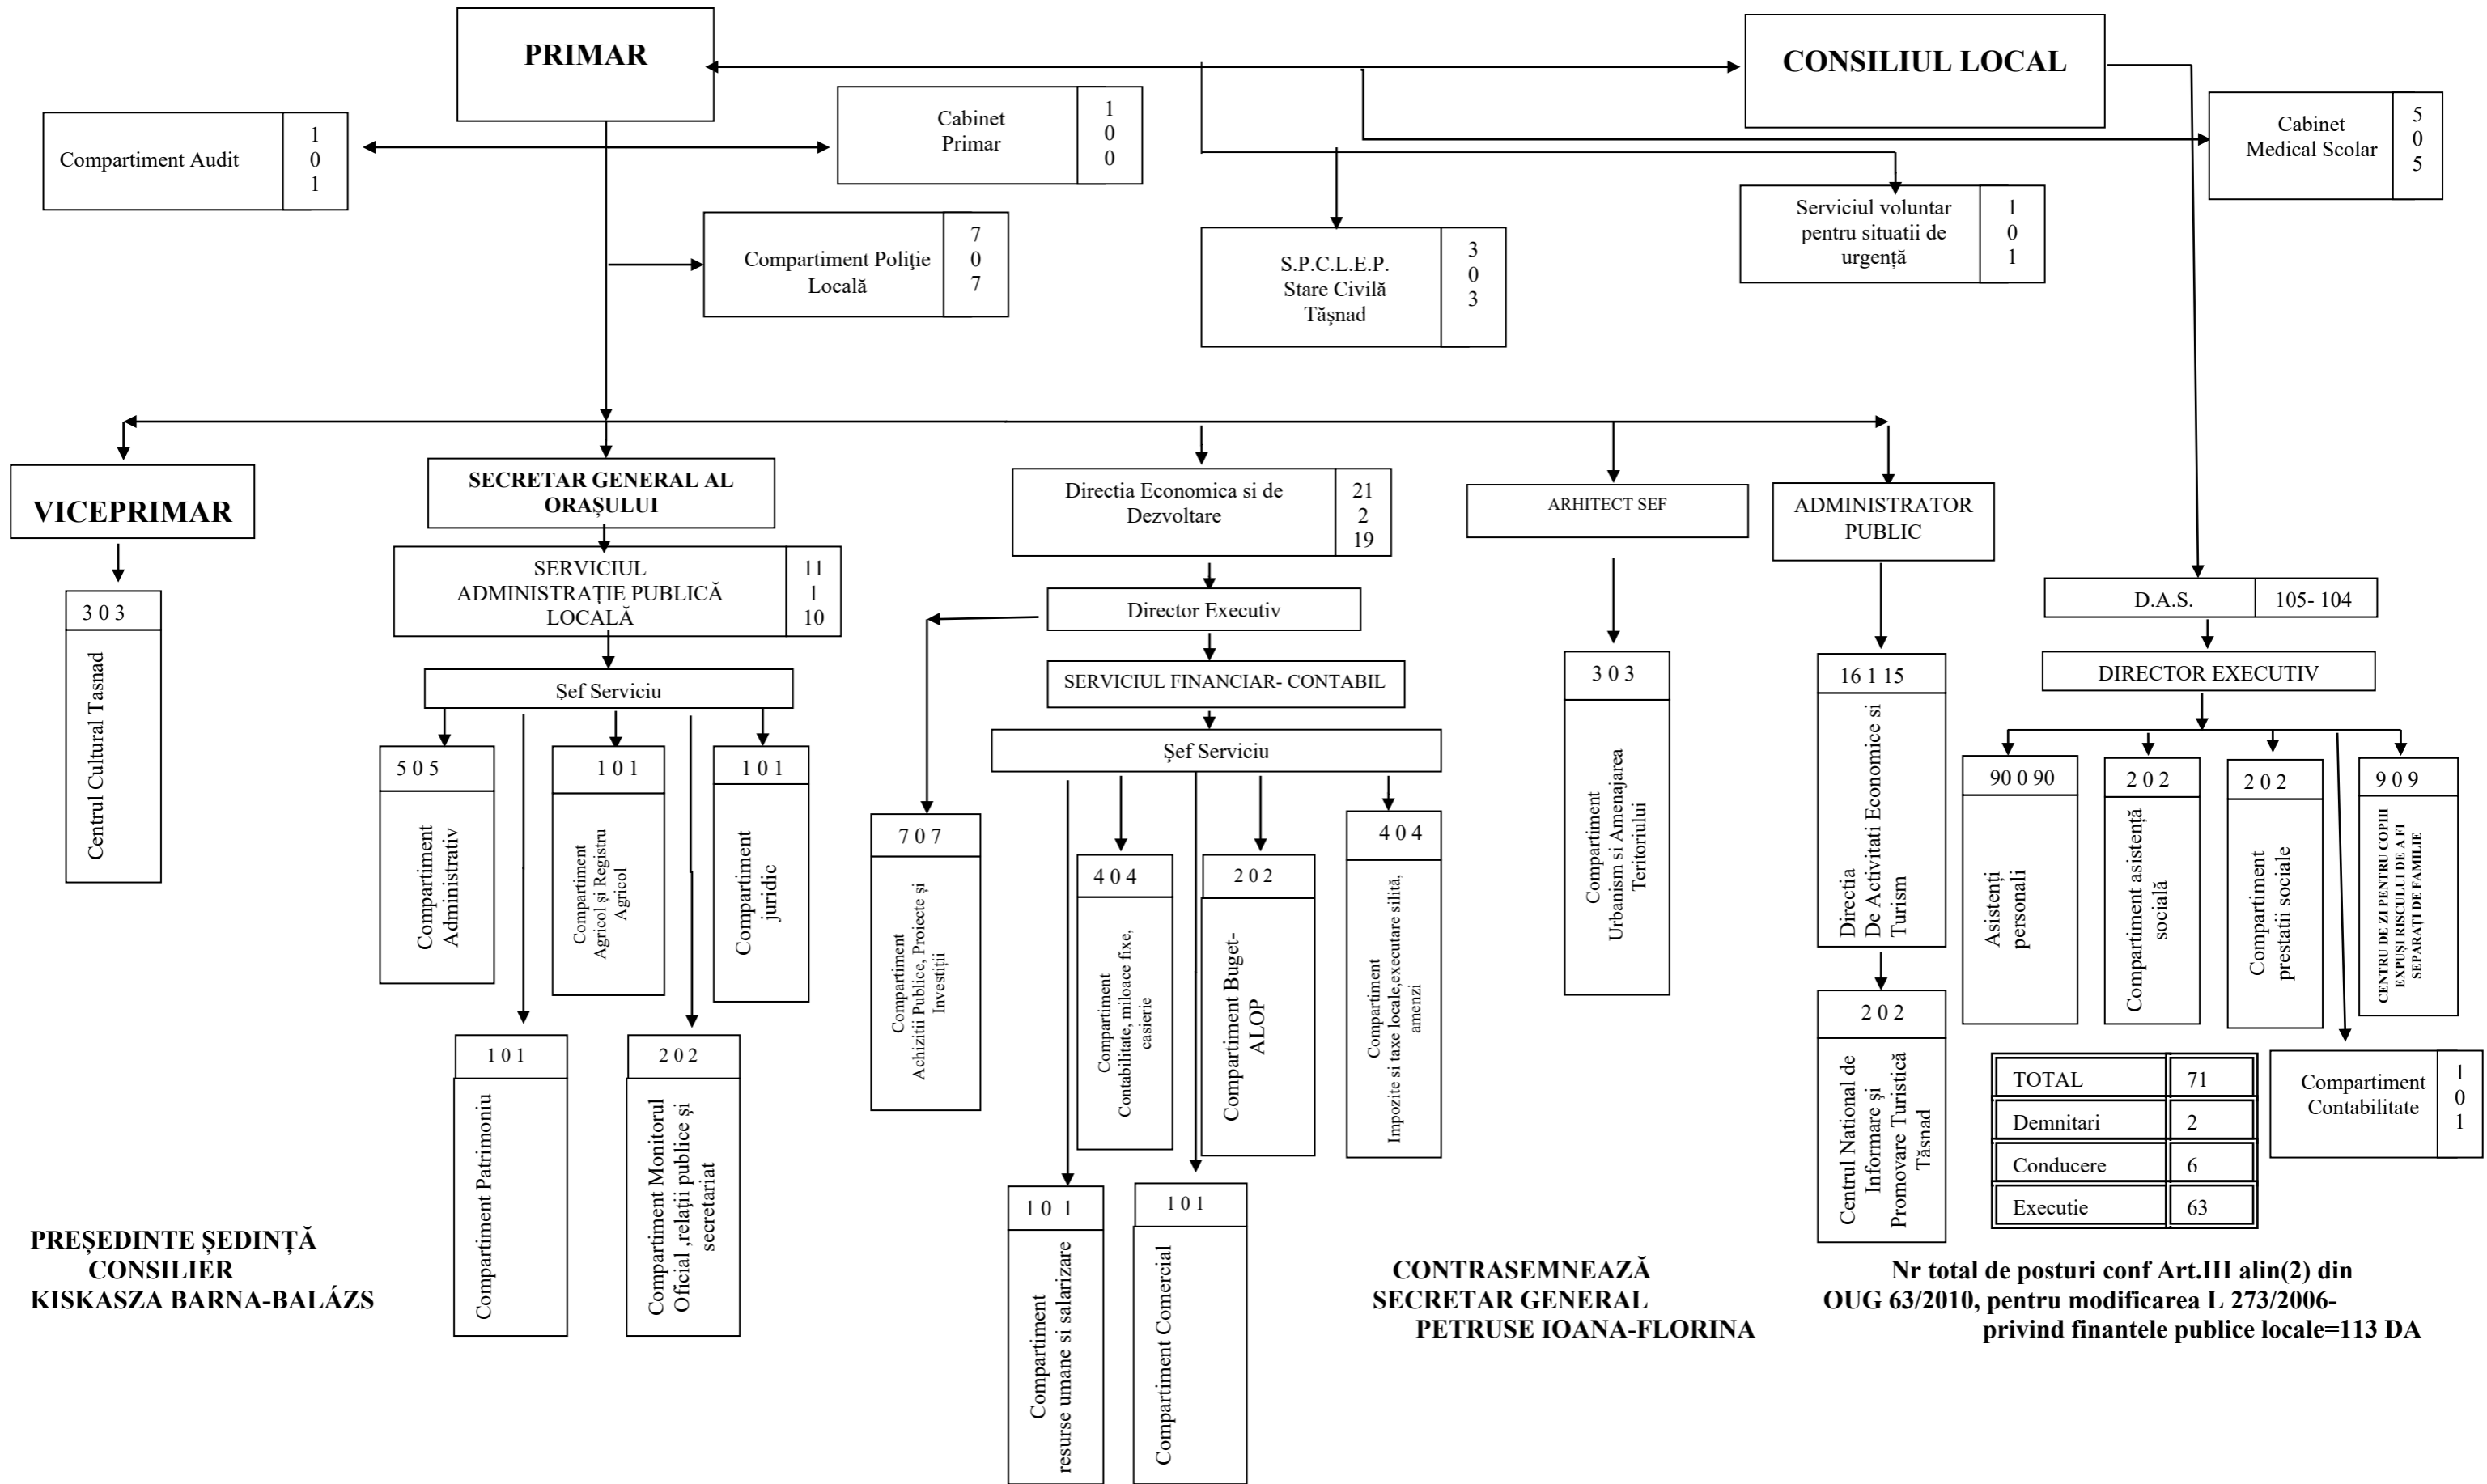 PRIMAR
CONSILIUL LOCAL
Compartiment Audit
1
0
1
Cabinet
Primar
1
0
0
Cabinet
Medical Scolar
5
0
5
Compartiment Poliţie
Locală
7
0
7
S.P.C.L.E.P.
Stare Civilă
Tăşnad
3
0
3
Serviciul voluntar
pentru situatii de
urgență
1
0
1
VICEPRIMAR
SECRETAR GENERAL AL
ORAȘULUI
Directia Economica si de
Dezvoltare
21
2
19
ARHITECT SEF
ADMINISTRATOR
PUBLIC
SERVICIUL
ADMINISTRAŢIE PUBLICĂ
LOCALĂ
11
1
10
D.A.S.
105- 104
Director Executiv
DIRECTOR EXECUTIV
Şef Serviciu
SERVICIUL FINANCIAR- CONTABIL
Şef Serviciu
3 0 3
Centrul Cultural Tasnad
5 0 5
Compartiment
Administrativ
1 0 1
Compartiment
Agricol și Registru
Agricol
1 0 1
Compartiment
juridic
1 0 1
Compartiment Patrimoniu
2 0 2
Compartiment Monitorul
Oficial ,relaţii publice şi
secretariat
7 0 7
Compartiment
Achizitii Publice, Proiecte și
Investiții
4 0 4
Compartiment
Contabilitate, miloace fixe,
casierie
2 0 2
Compartiment Buget-
ALOP
4 0 4
Compartiment
Impozite si taxe locale,executare silită,
amenzi
1 0 1
Compartiment
resurse umane si salarizare
1 0 1
Compartiment Comercial
3 0 3
Compartiment
Urbanism si Amenajarea
Teritoriului
16 1 15
Directia
De Activitati Economice si
Turism
2 0 2
Centrul National de
Informare şi
Promovare Turistică
Tăsnad
90 0 90
Asistenți
personali
2 0 2
Compartiment asistență
socială
2 0 2
Compartiment
prestatii sociale
9 0 9
CENTRU DE ZI PENTRU COPIII
EXPUȘI RISCULUI DE A FI
SEPARAȚI DE FAMILIE
Compartiment
Contabilitate
1
0
1
TOTAL 71
Demnitari 2
Conducere 6
Executie 63
PREȘEDINTE ȘEDINȚĂ
CONSILIER
KISKASZA BARNA-BALÁZS
CONTRASEMNEAZĂ
SECRETAR GENERAL
PETRUSE IOANA-FLORINA
Nr total de posturi conf Art.III alin(2) din
OUG 63/2010, pentru modificarea L 273/2006-
privind finantele publice locale=113 DA